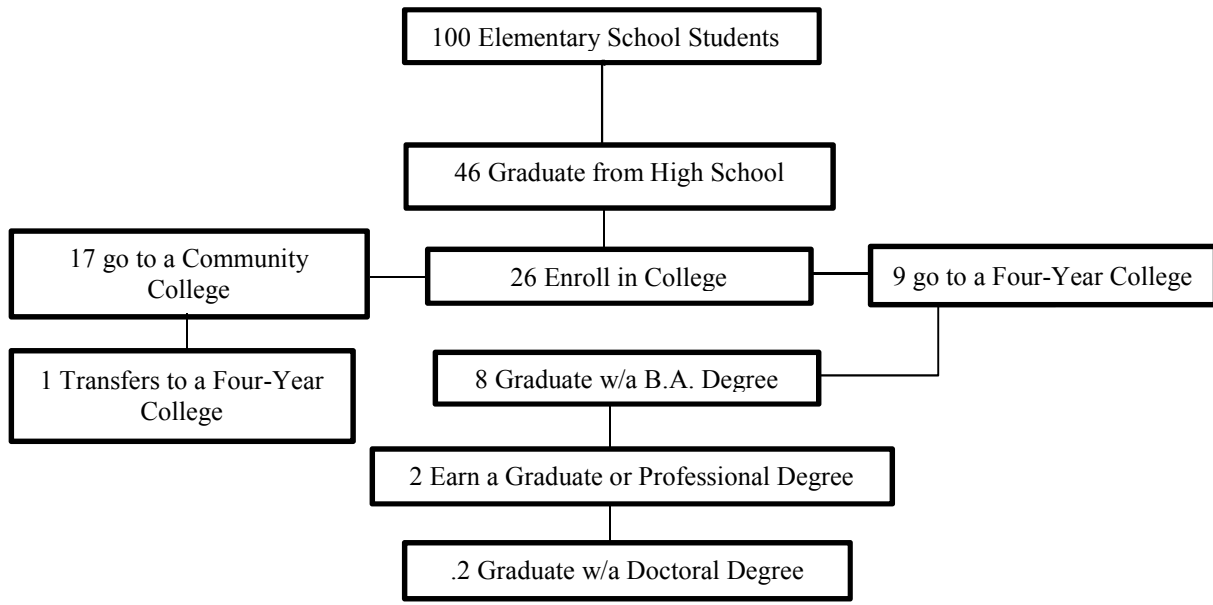 100 Elementary School Students
46 Graduate from High School
17 go to a Community
College
26 Enroll in College
9 go to a Four-Year College
1 Transfers to a Four-Year
College
8 Graduate w/a B.A. Degree
2 Earn a Graduate or Professional Degree
.2 Graduate w/a Doctoral Degree